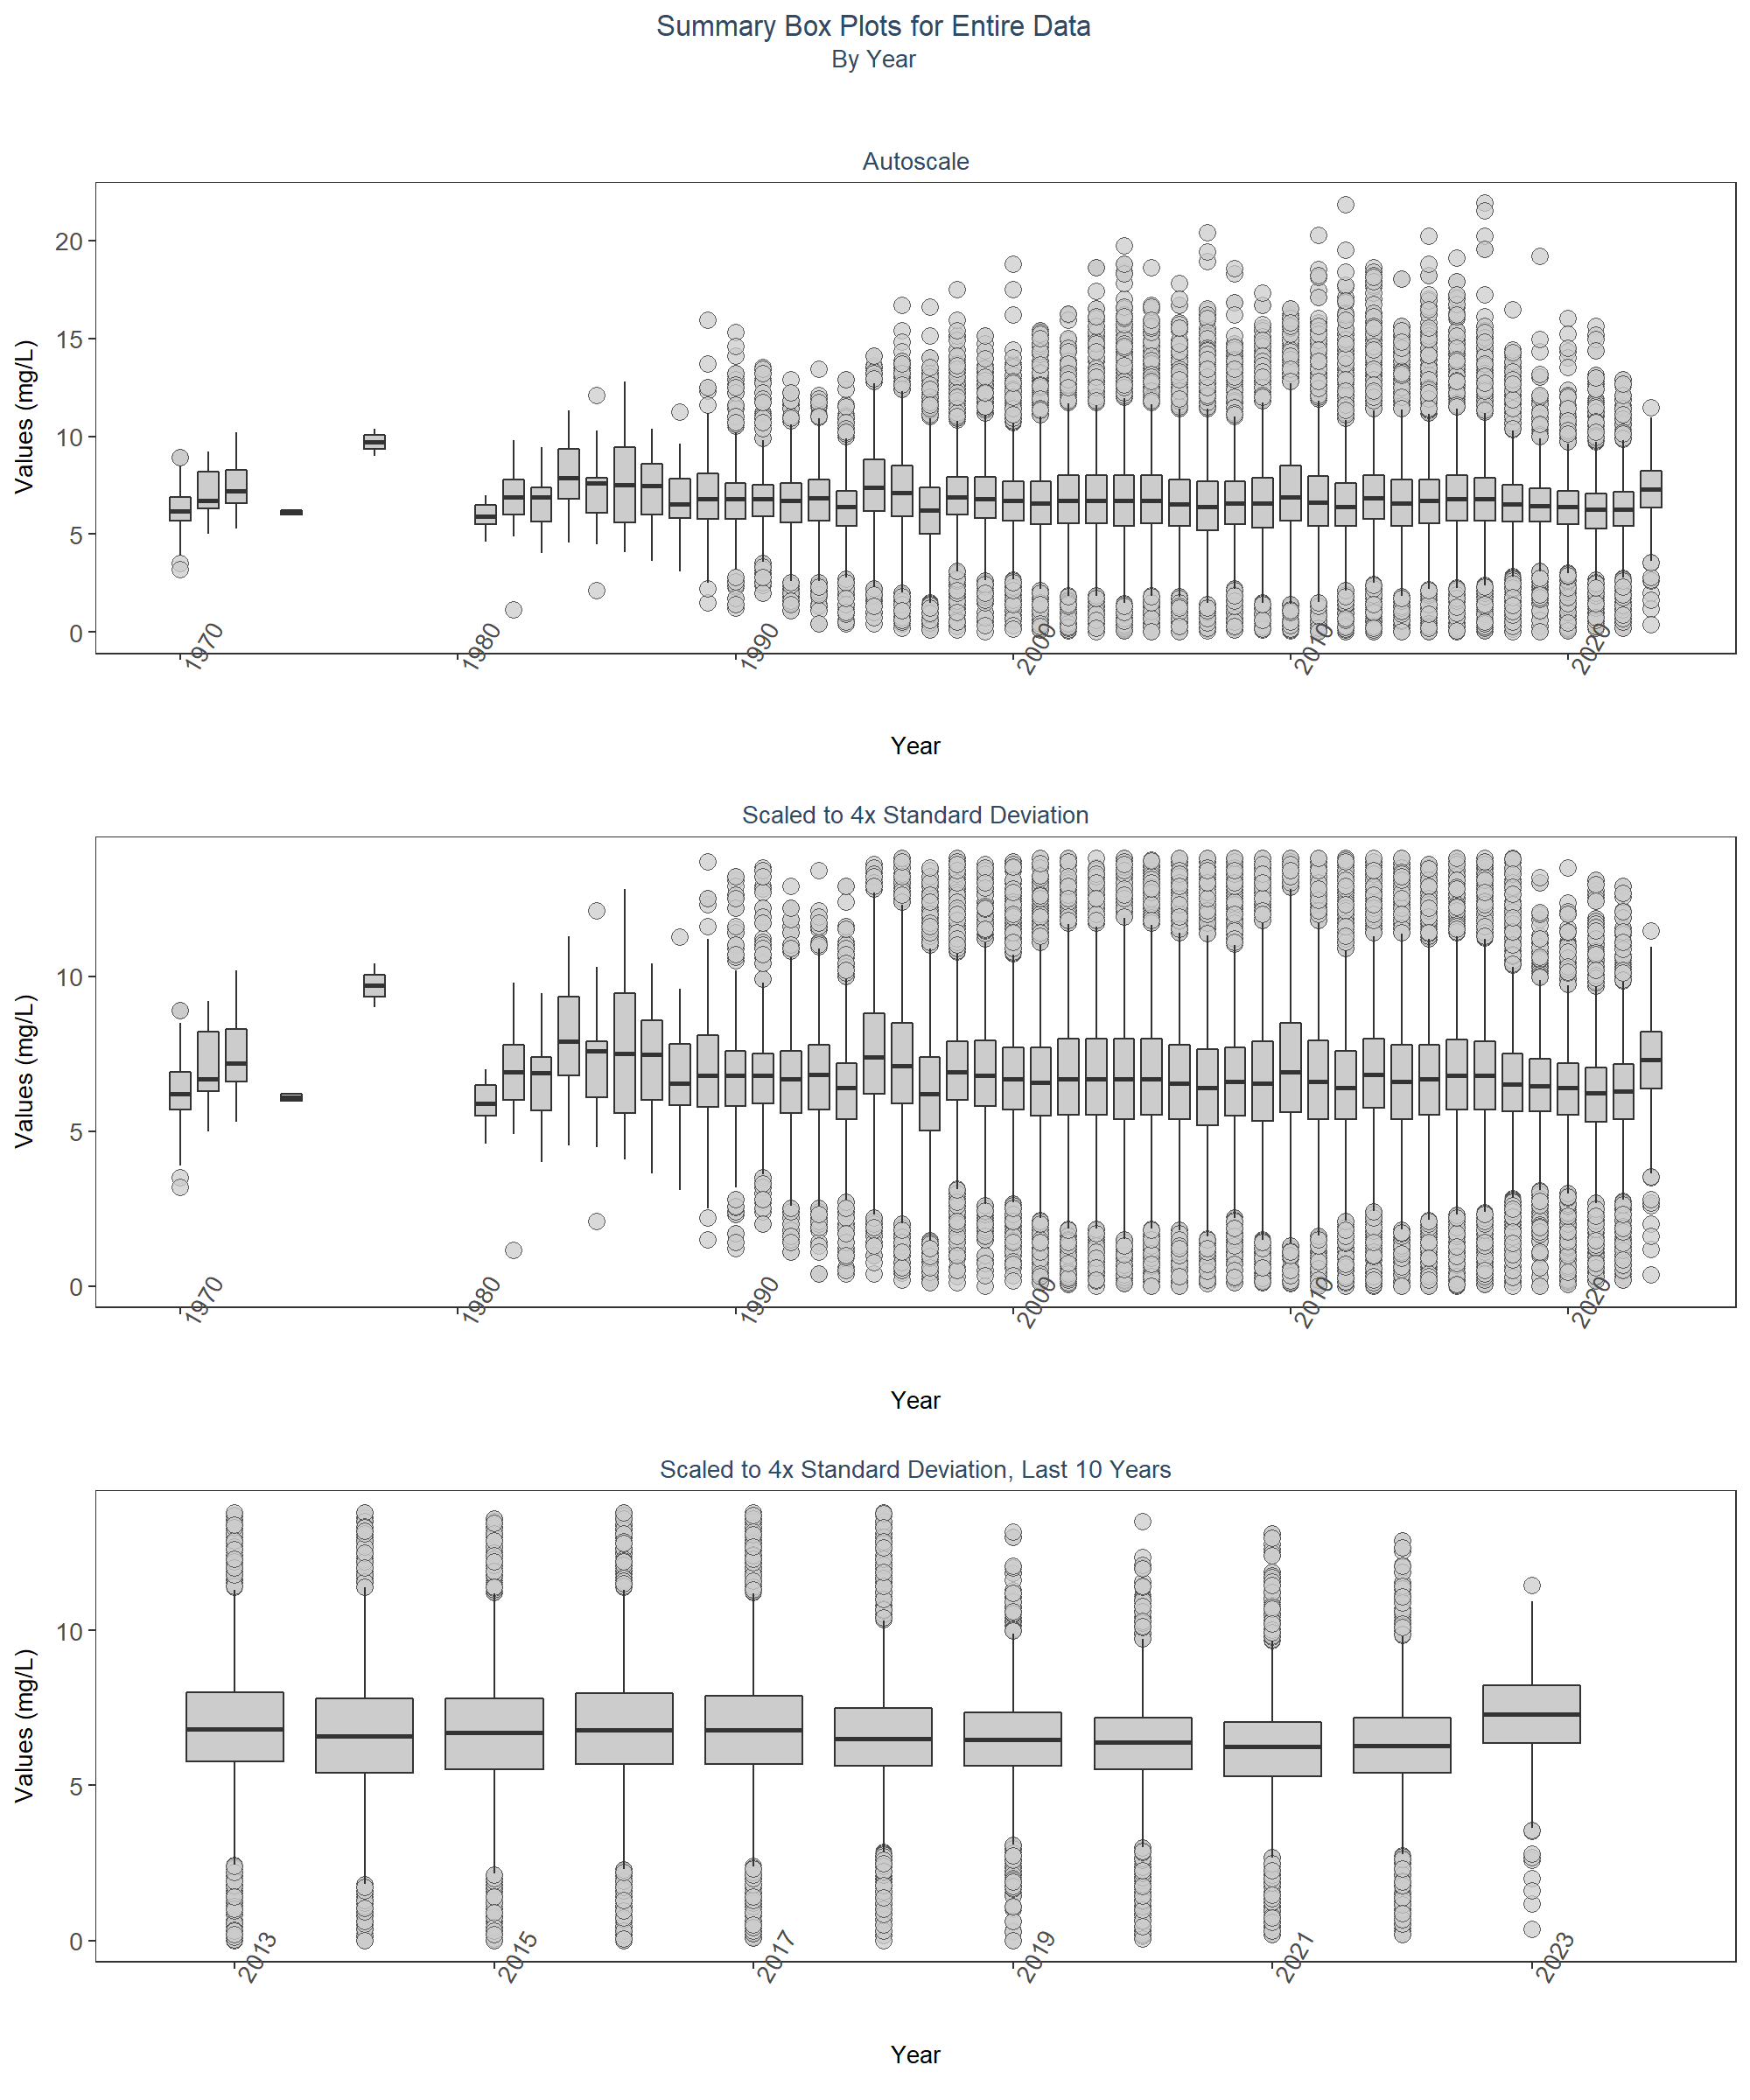 Summary Box Plots for Entire Data
By Year
Autoscale
Values (mg/L)
20
15
10
5
0
1970
1980
1990
2000
2010
2020
Year
Scaled to 4x Standard Deviation
Values (mg/L)
10
5
0
1970
1980
1990
2000
2010
2020
Year
Scaled to 4x Standard Deviation, Last 10 Years
Values (mg/L)
10
5
0
2013
2015
2017
2019
2021
2023
Year